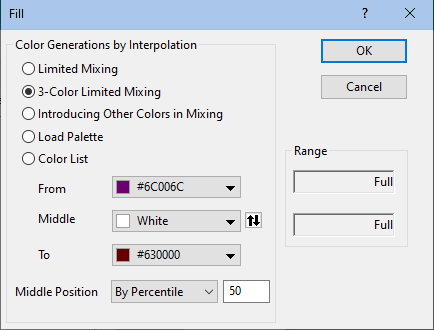 Fill
?
Color Generations by Interpolation
Limited Mixing
3-Color Limited Mixing
Introducing Other Colors in Mixing
Load Palette
Color List
From #6C006C
Middle White
To #630000
Middle Position By Percentile 50
OK
Cancel
Range
Full
Full